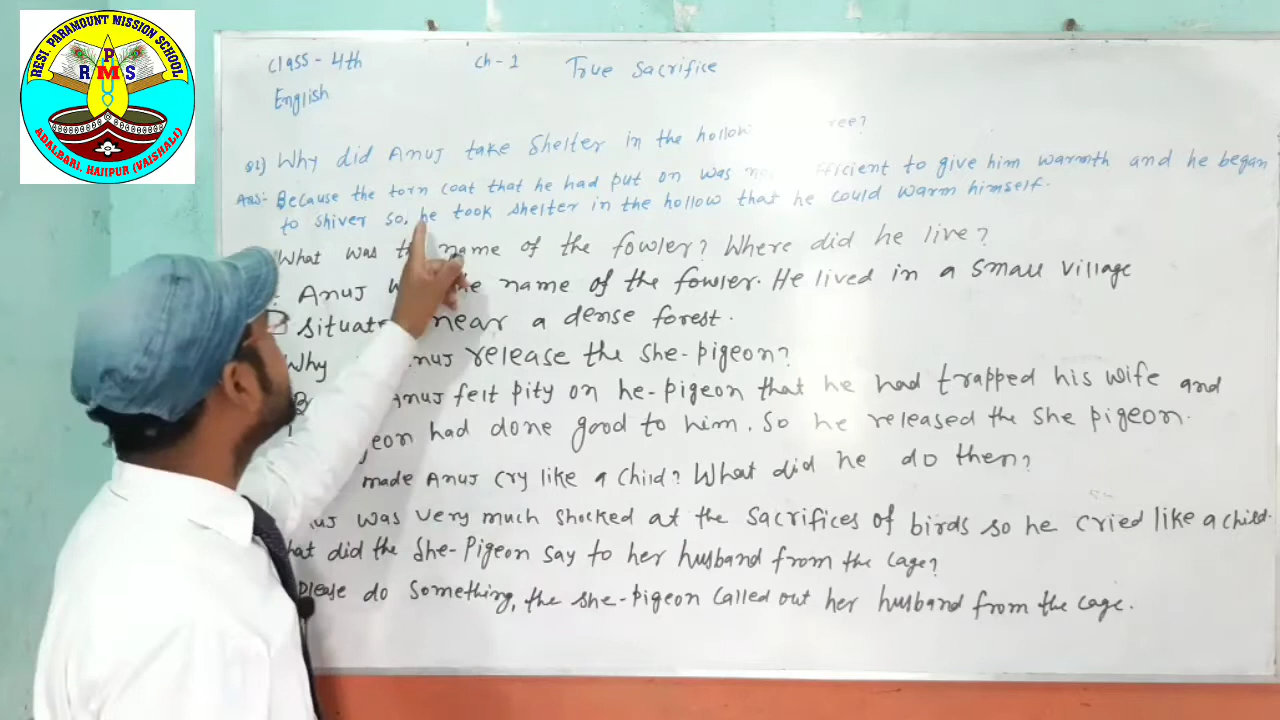 RESI. PARAMOUNT MISSION SCHOOL
P
R M S
U
ADALBARI, HAJIPUR (VAISHALI)
Class - 4th Ch - 1 True Sacrifice
English
Q1) Why did Anuj take Shelter in the hollow ree?
Ans:- Because the torn coat that he had put on was fficient to give him warmth and he began
to shiver so, he took shelter in the hollow that he could warm himself.
What was name of the fowler? Where did he live?
Anuj name of the fowler. He lived in a small village
situate near a dense forest.
Why nuj release the she-pigeon?
Anuj felt pity on he-pigeon that he had trapped his wife and
geon had done good to him. So he released the she pigeon.
made Anuj cry like a child? What did he do then?
uj was very much shocked at the sacrifices of birds so he cried like a child.
hat did the she-Pigeon say to her husband from the cage?
Please do something, the she-pigeon called out her husband from the cage.